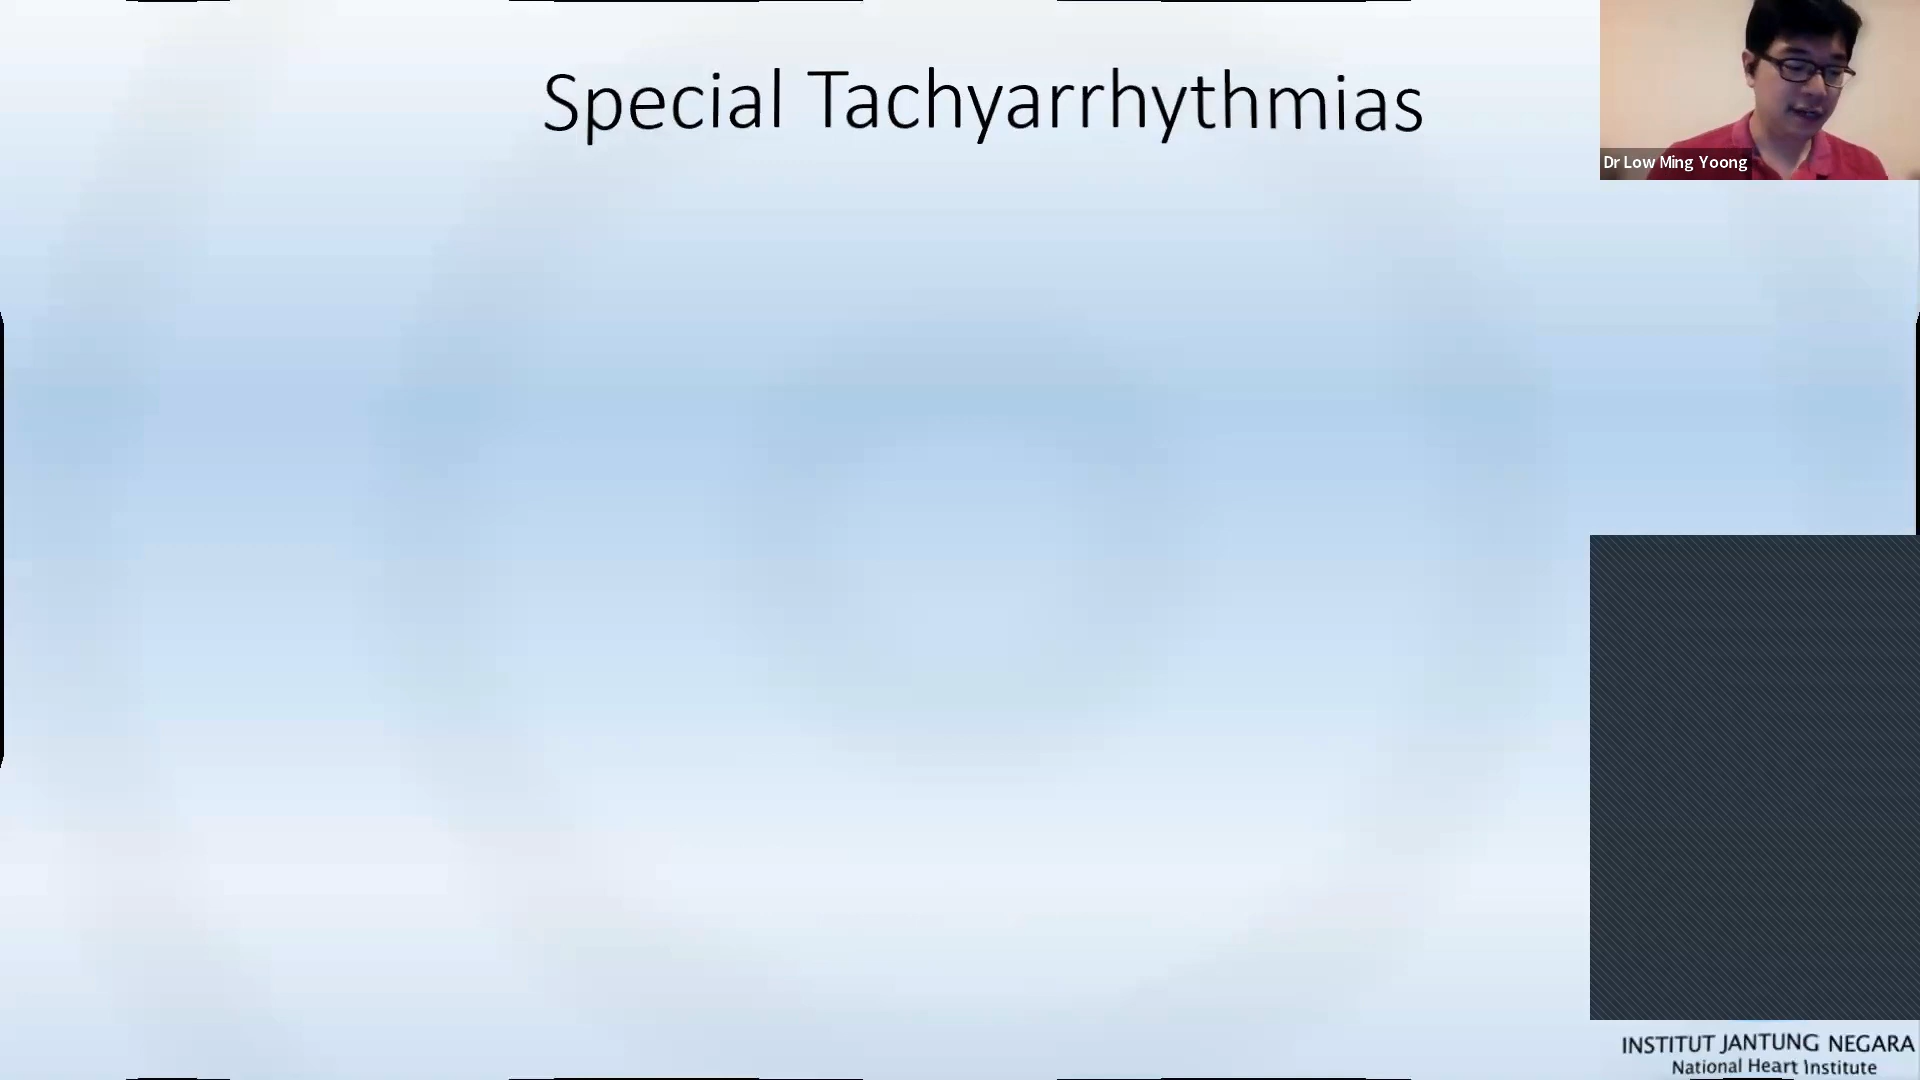 Special Tachyarrhythmias
Dr Low Ming Yoong
INSTITUT JANTUNG NEGARA
National Heart Institute